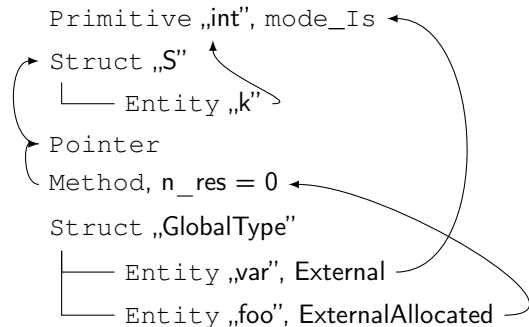 Primitive „int”, mode_Is
Struct „S”
Entity „k”
Pointer
Method, n_res = 0
Struct „GlobalType”
Entity „var”, External
Entity „foo”, ExternalAllocated